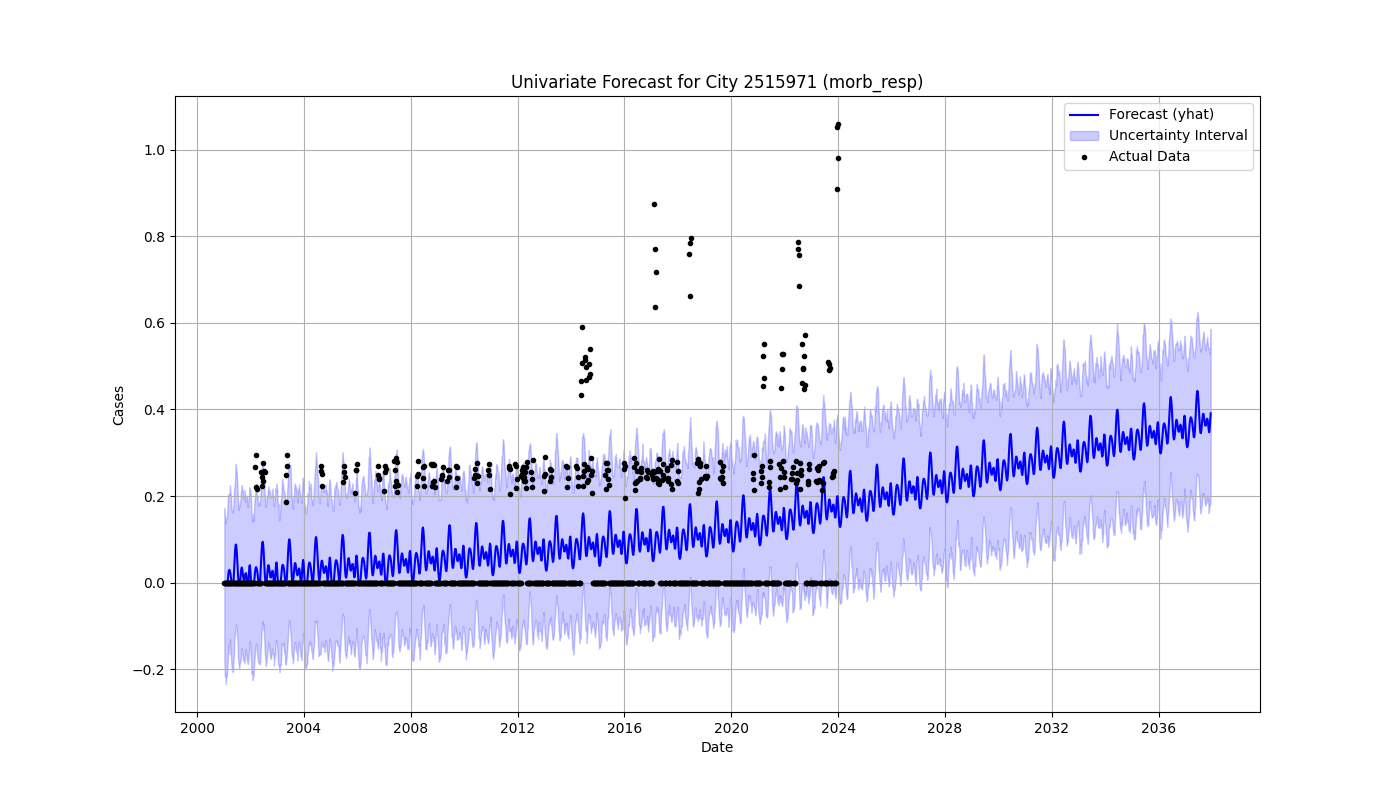 Univariate Forecast for City 2515971 (morb_resp)
Forecast (yhat)
Uncertainty Interval
Actual Data
Cases
1.0
0.8
0.6
0.4
0.2
0.0
−0.2
2000 2004 2008 2012 2016 2020 2024 2028 2032 2036
Date